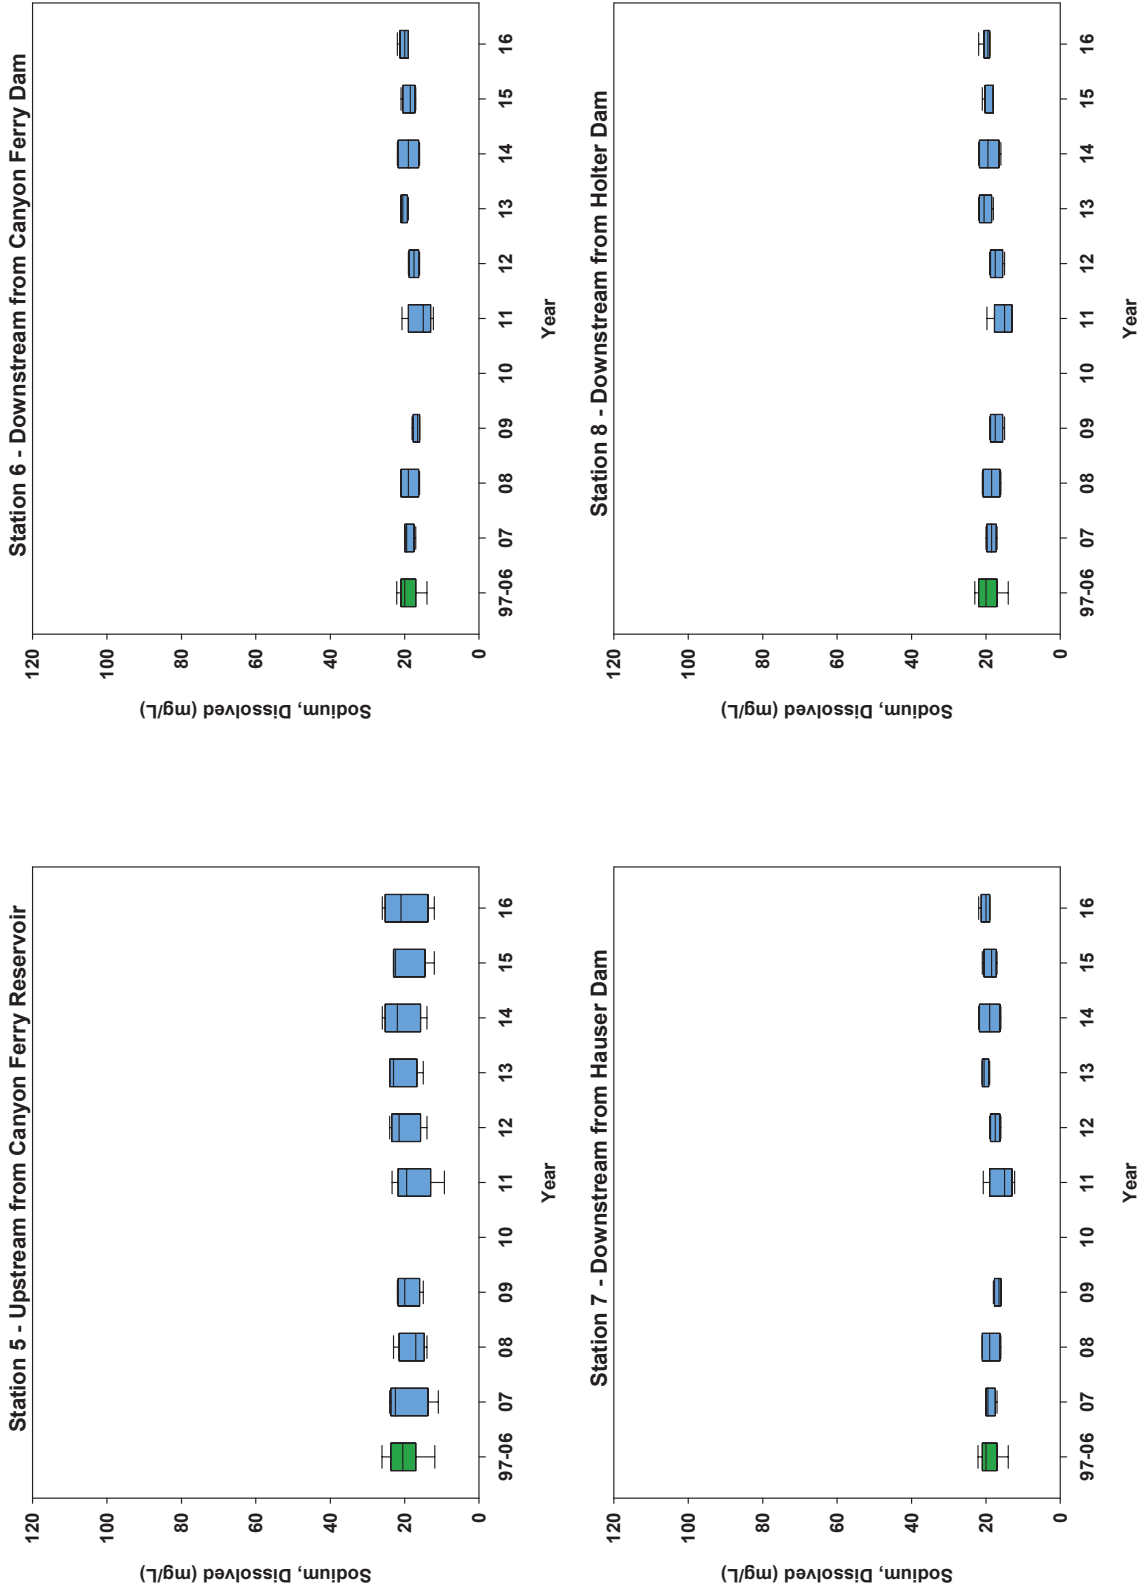 Station 5 - Upstream from Canyon Ferry Reservoir
Sodium, Dissolved (mg/L)
120
100
80
60
40
20
0
97-06 07 08 09 10 11 12 13 14 15 16
Year
Station 6 - Downstream from Canyon Ferry Dam
Sodium, Dissolved (mg/L)
120
100
80
60
40
20
0
97-06 07 08 09 10 11 12 13 14 15 16
Year
Station 7 - Downstream from Hauser Dam
Sodium, Dissolved (mg/L)
120
100
80
60
40
20
0
97-06 07 08 09 10 11 12 13 14 15 16
Year
Station 8 - Downstream from Holter Dam
Sodium, Dissolved (mg/L)
120
100
80
60
40
20
0
97-06 07 08 09 10 11 12 13 14 15 16
Year